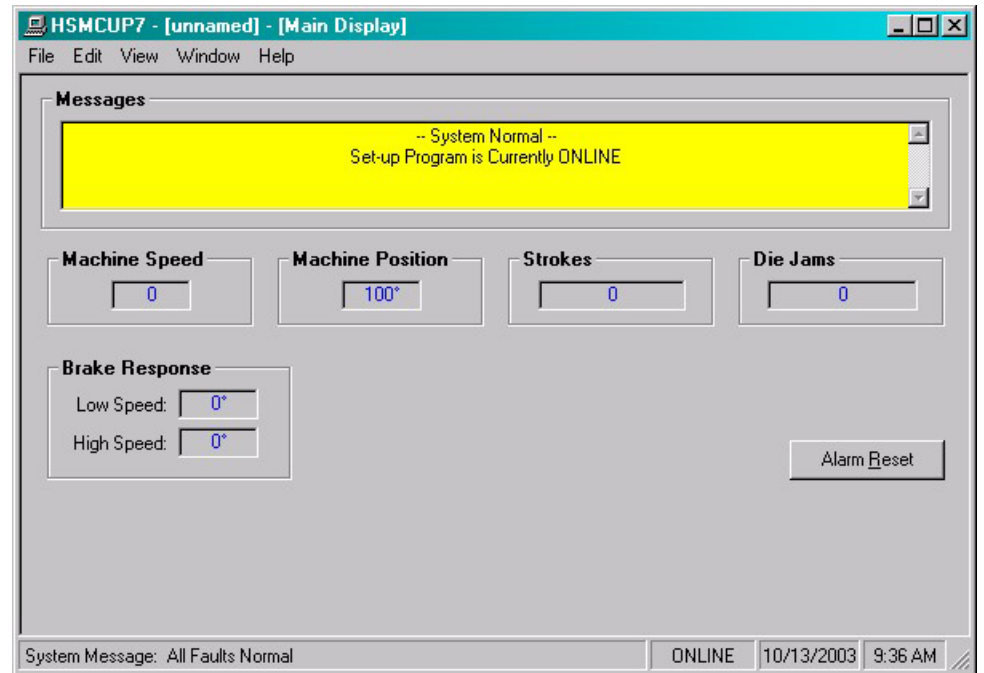 HSMCUP7 - [unnamed] - [Main Display]
File Edit View Window Help
Messages
-- System Normal --
Set-up Program is Currently ONLINE
Machine Speed Machine Position Strokes Die Jams
0 100° 0 0
Brake Response
Low Speed: 0°
High Speed: 0°
Alarm Reset
System Message: All Faults Normal ONLINE 10/13/2003 9:36 AM